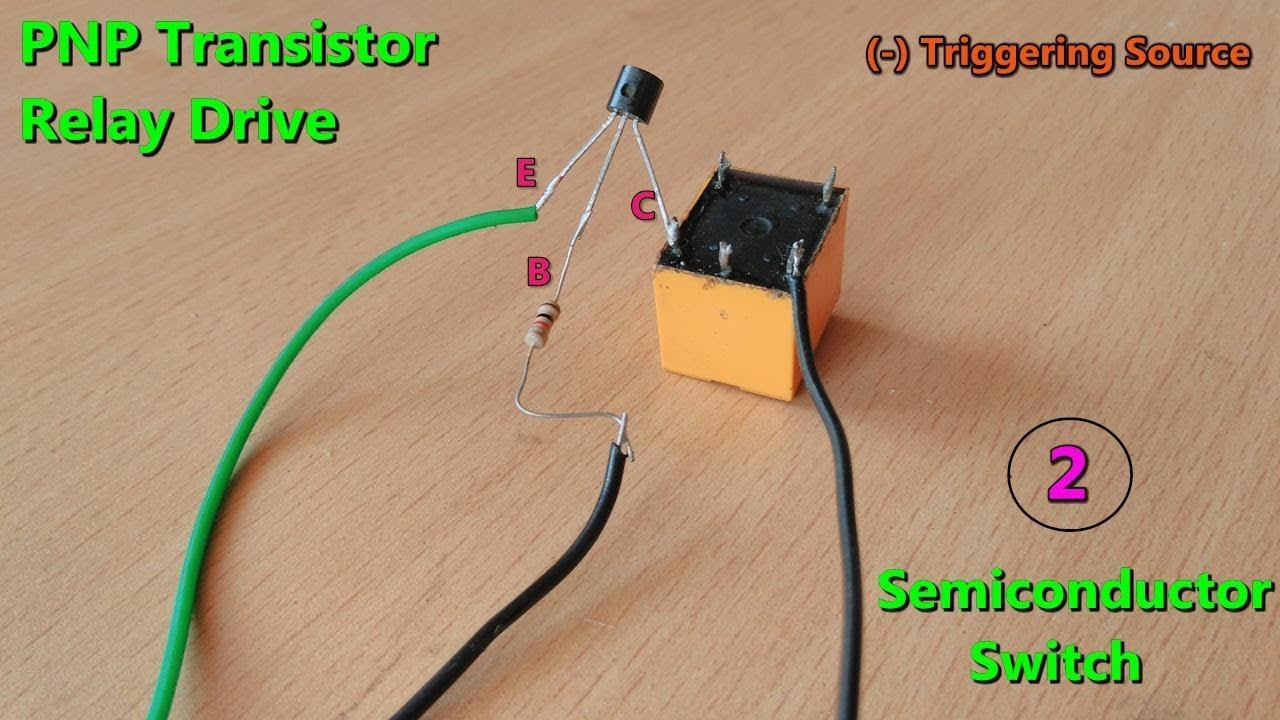 PNP Transistor
Relay Drive
(-) Triggering Source
E
C
B
2
Semiconductor
Switch